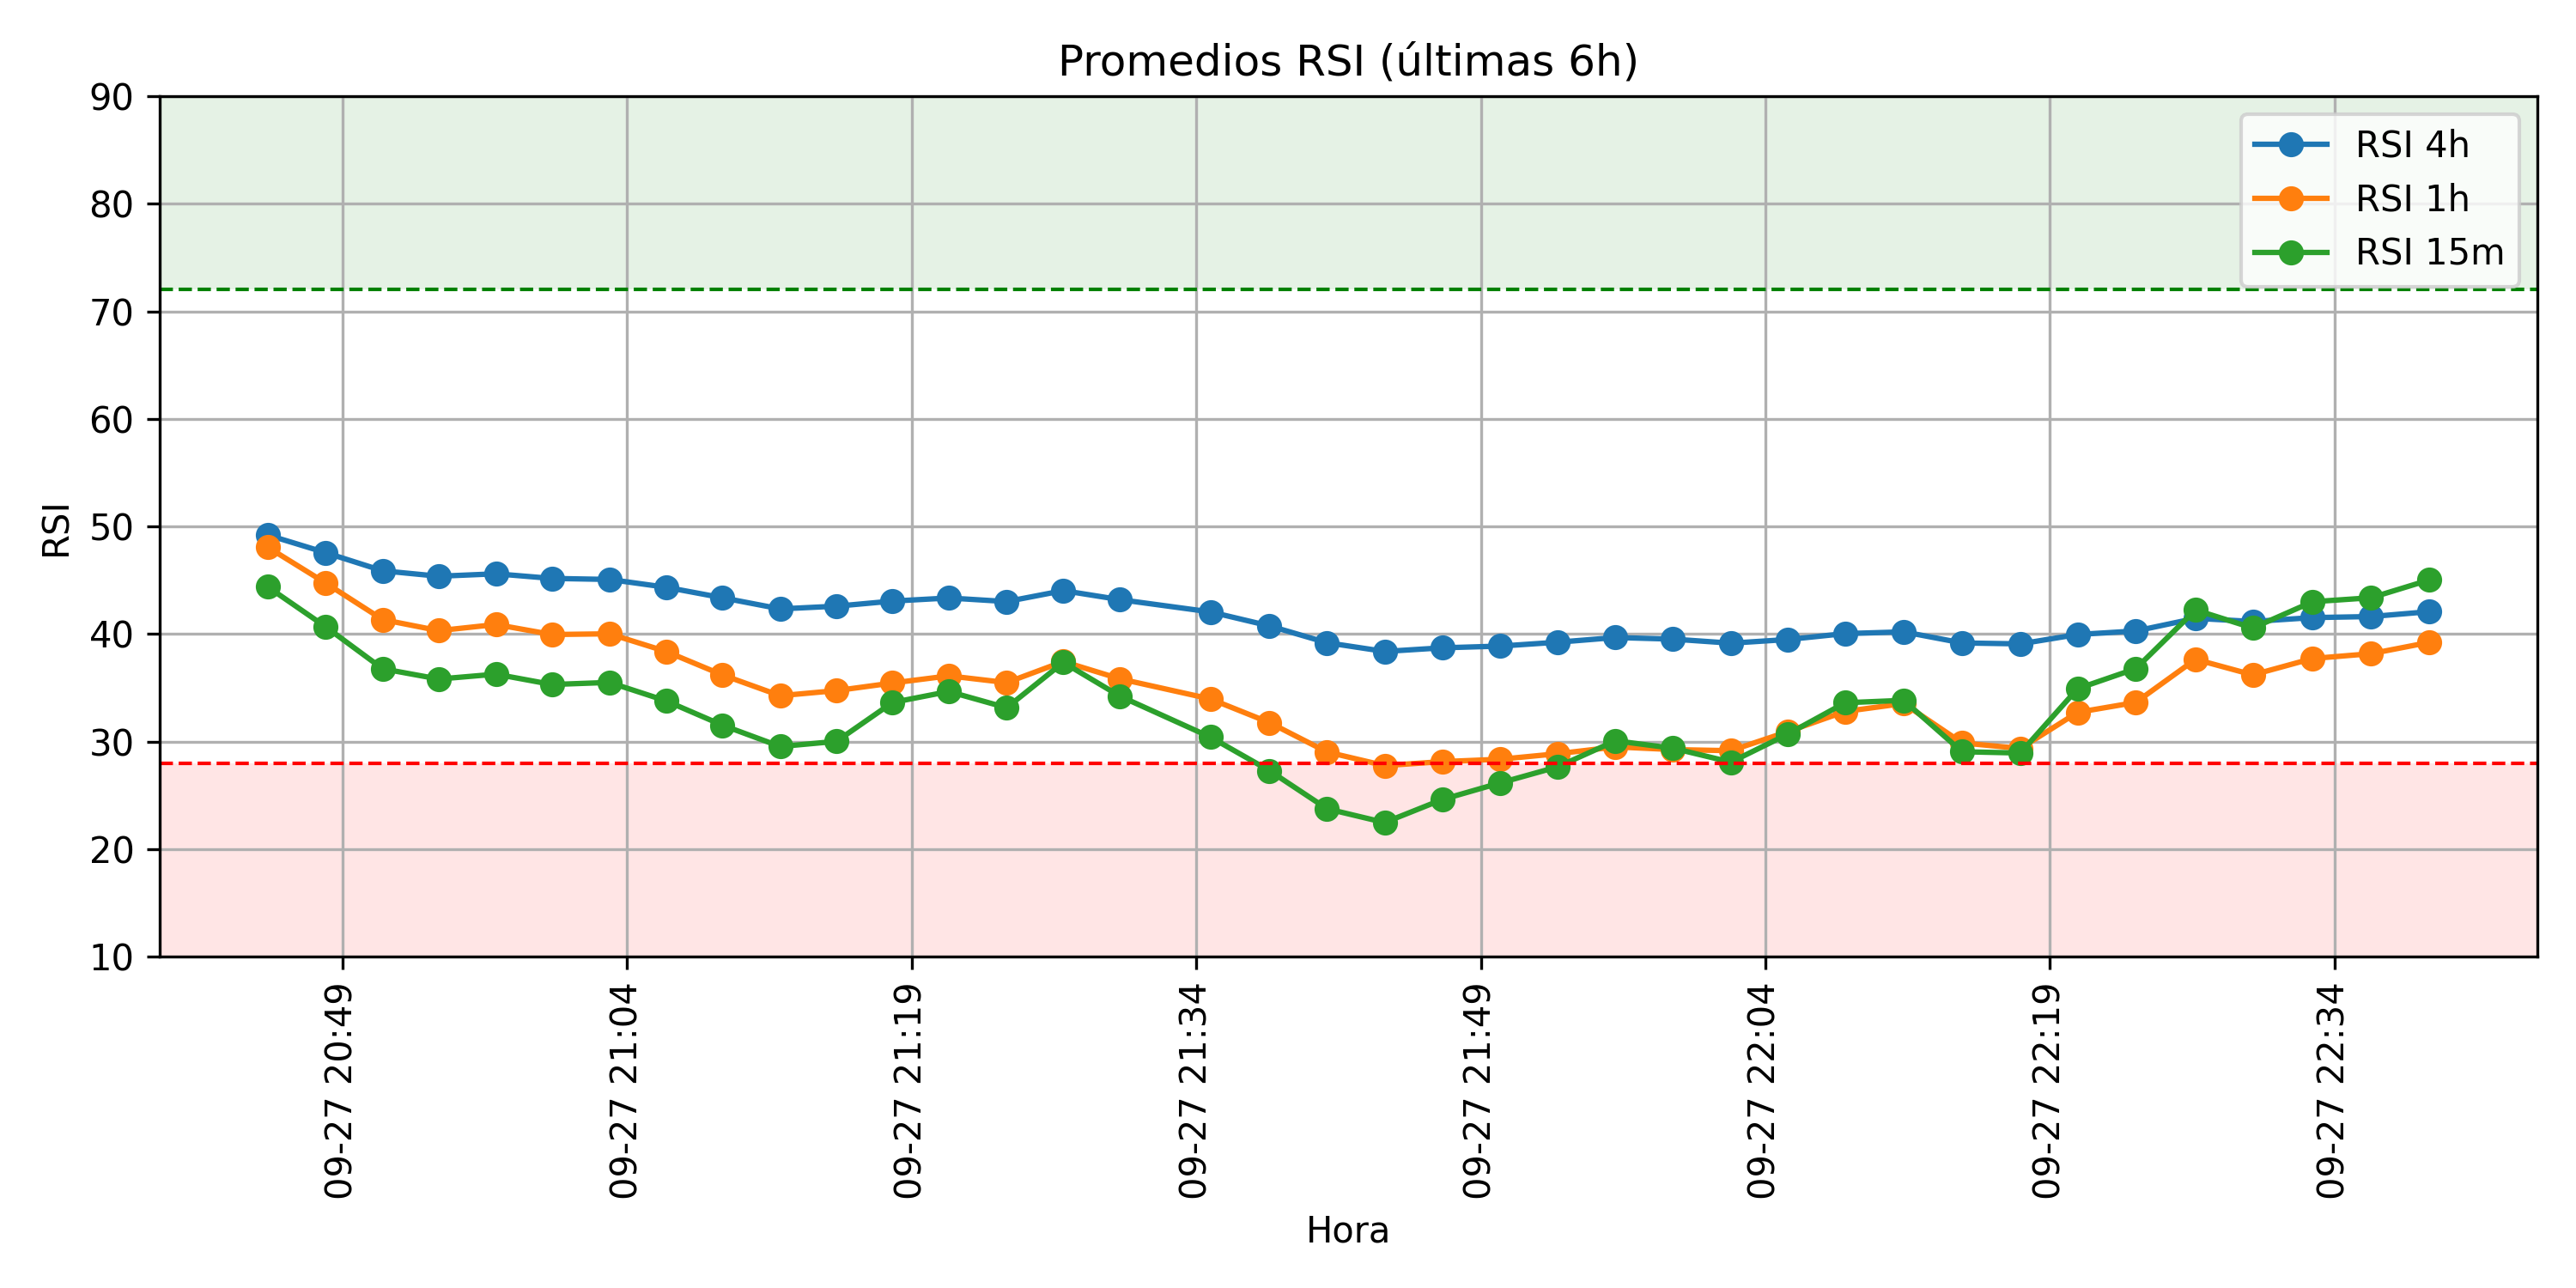 Promedios RSI (últimas 6h)
90
80
70
60
50
40
30
20
10
RSI
RSI 4h
RSI 1h
RSI 15m
09-27 20:49
09-27 21:04
09-27 21:19
09-27 21:34
09-27 21:49
09-27 22:04
09-27 22:19
09-27 22:34
Hora